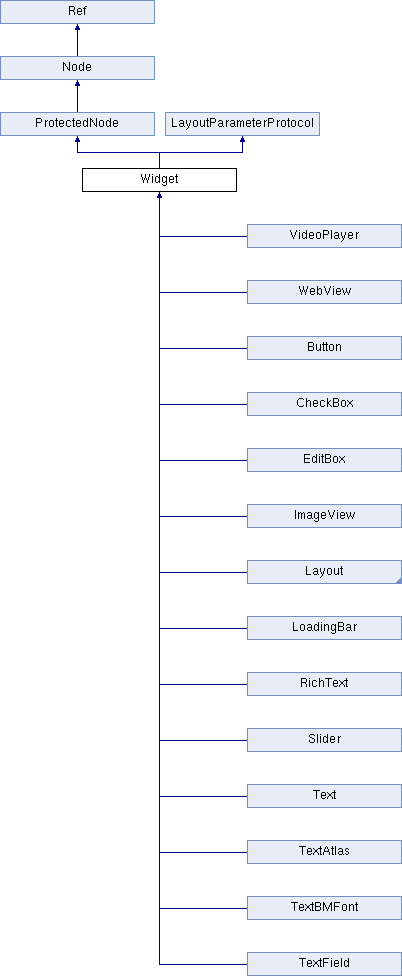 Ref
Node
ProtectedNode
LayoutParameterProtocol
Widget
VideoPlayer
WebView
Button
CheckBox
EditBox
ImageView
Layout
LoadingBar
RichText
Slider
Text
TextAtlas
TextBMFont
TextField